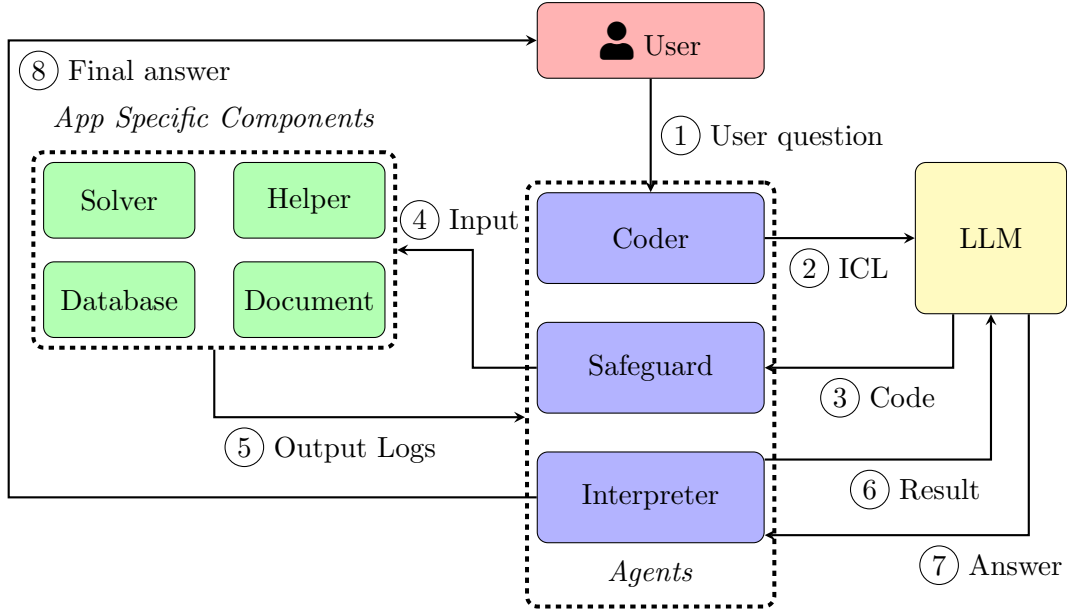 User
⑧ Final answer
App Specific Components
① User question
Solver
Helper
④ Input
Coder
LLM
② ICL
Database
Document
Safeguard
③ Code
⑤ Output Logs
Interpreter
⑥ Result
⑦ Answer
Agents